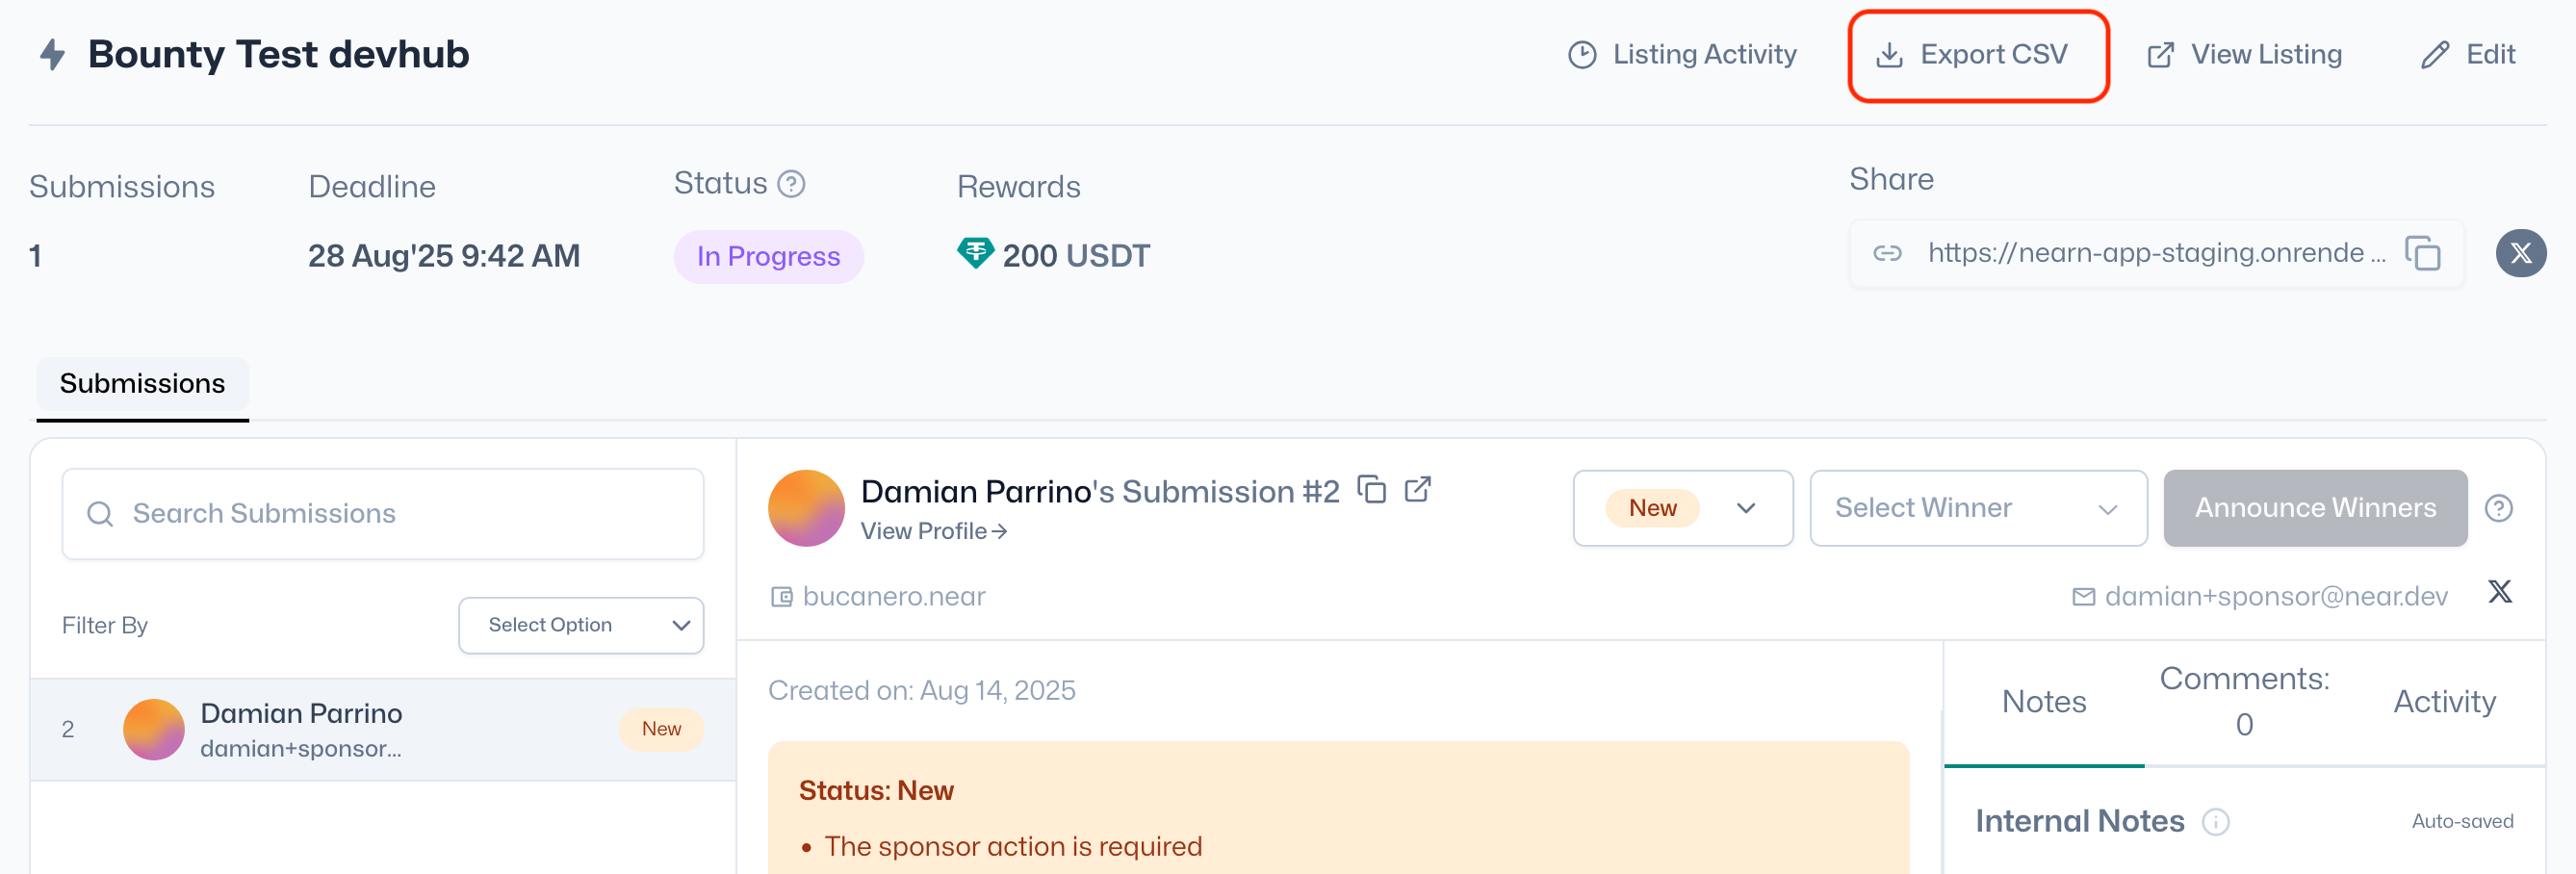 Bounty Test devhub
Listing Activity
Export CSV
View Listing
Edit
Submissions
1
Deadline
28 Aug'25 9:42 AM
Status
In Progress
Rewards
200 USDT
Share
https://nearn-app-staging.onrende ...
Submissions
Search Submissions
Filter By
Select Option
2
Damian Parrino
damian+sponsor...
New
Damian Parrino's Submission #2
View Profile→
New
Select Winner
Announce Winners
bucanero.near
damian+sponsor@near.dev
Created on: Aug 14, 2025
Status: New
• The sponsor action is required
Notes
Comments:
0
Activity
Internal Notes
Auto-saved